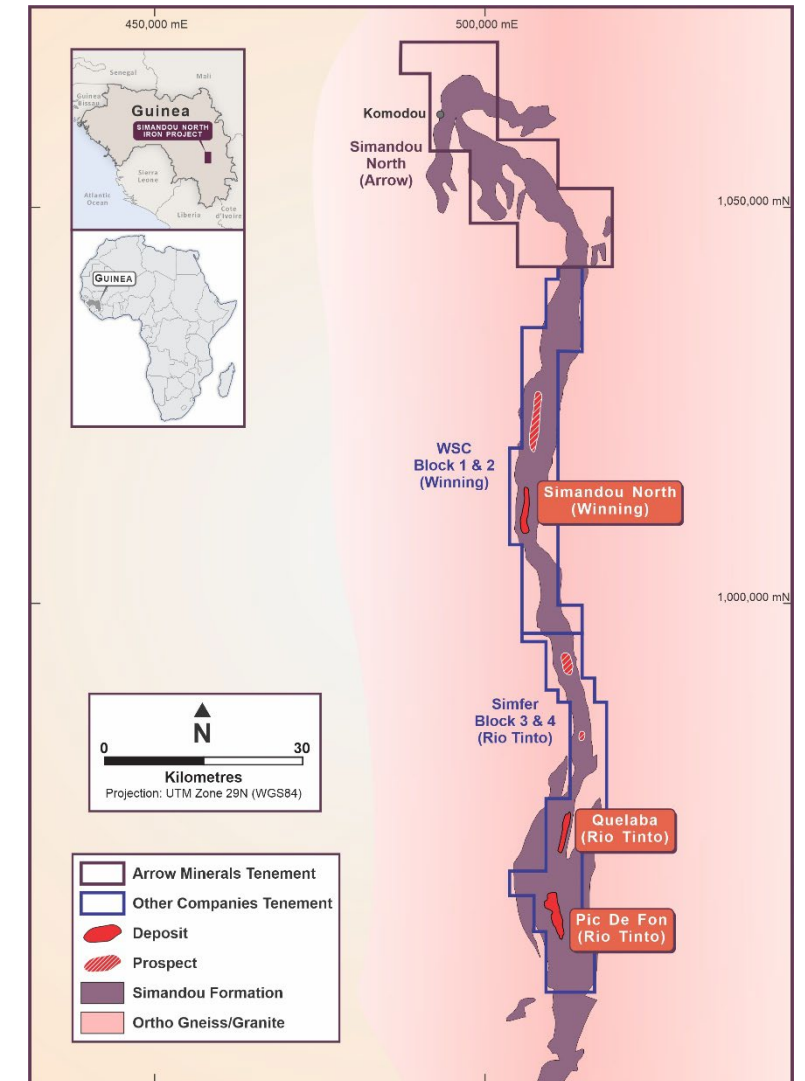 450,000 mE
500,000 mE
Senegal
Mali
Guinea
Bissau
Guinea
SIMANDOU NORTH
IRON PROJECT
Sierra
Leone
Atlantic
Ocean
Liberia
Cote
d'Ivoire
GUINEA
Komodou
Simandou
North
(Arrow)
1,050,000 mN
WSC
Block 1 & 2
(Winning)
Simandou North
(Winning)
1,000,000 mN
Simfer
Block 3 & 4
(Rio Tinto)
Quelaba
(Rio Tinto)
Pic De Fon
(Rio Tinto)
N
0
30
Kilometres
Projection: UTM Zone 29N (WGS84)
Arrow Minerals Tenement
Other Companies Tenement
Deposit
Prospect
Simandou Formation
Ortho Gneiss/Granite